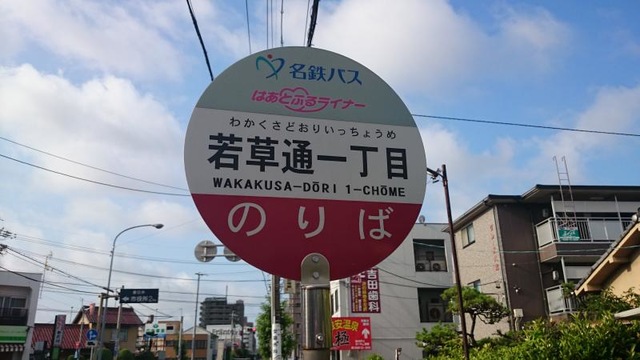 名鉄バス
はあとふるライナー
わかくさどおりいっちょうめ
若草通一丁目
WAKAKUSA-DŌRI 1-CHŌME
のりば
吉田歯科